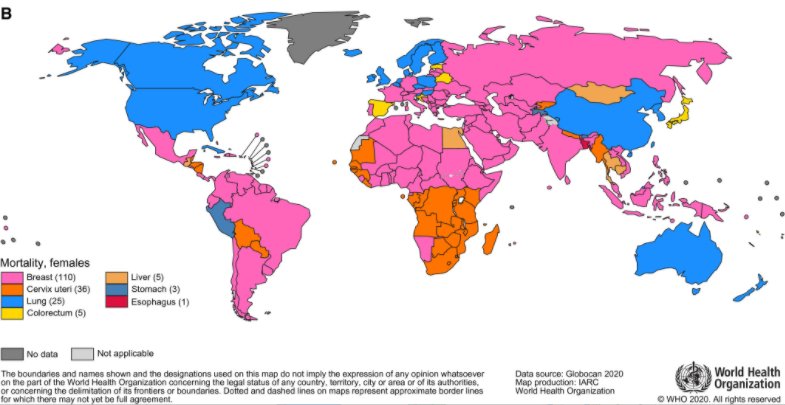 B
Mortality, females
Breast (110)
Cervix uteri (36)
Lung (25)
Colorectum (5)
Liver (5)
Stomach (3)
Esophagus (1)
No data
Not applicable
The boundaries and names shown and the designations used on this map do not imply the expression of any opinion whatsoever
on the part of the World Health Organization concerning the legal status of any country, territory, city or area or of its authorities,
or concerning the delimitation of its frontiers or boundaries. Dotted and dashed lines on maps represent approximate border lines
for which there may not yet be full agreement.
Data source: Globocan 2020
Map production: IARC
World Health Organization
World Health
Organization
© WHO 2020. All rights reserved